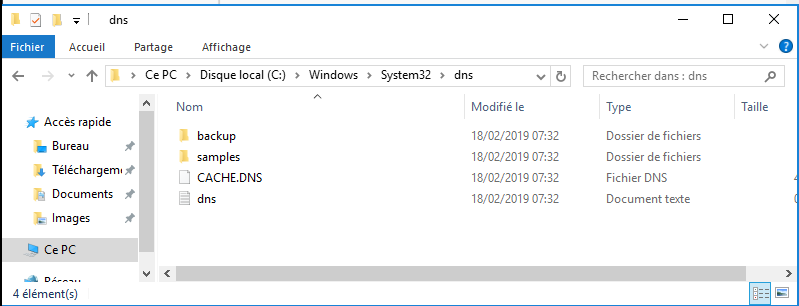 dns
Fichier Accueil Partage Affichage
Ce PC Disque local (C:) Windows System32 dns Rechercher dans : dns
Nom Modifié le Type Taille
Accès rapide
Bureau
Téléchargeme
Documents
Images
Ce PC
Réseau
backup 18/02/2019 07:32 Dossier de fichiers
samples 18/02/2019 07:32 Dossier de fichiers
CACHE.DNS 18/02/2019 07:32 Fichier DNS
dns 18/02/2019 07:32 Document texte
4 élément(s)